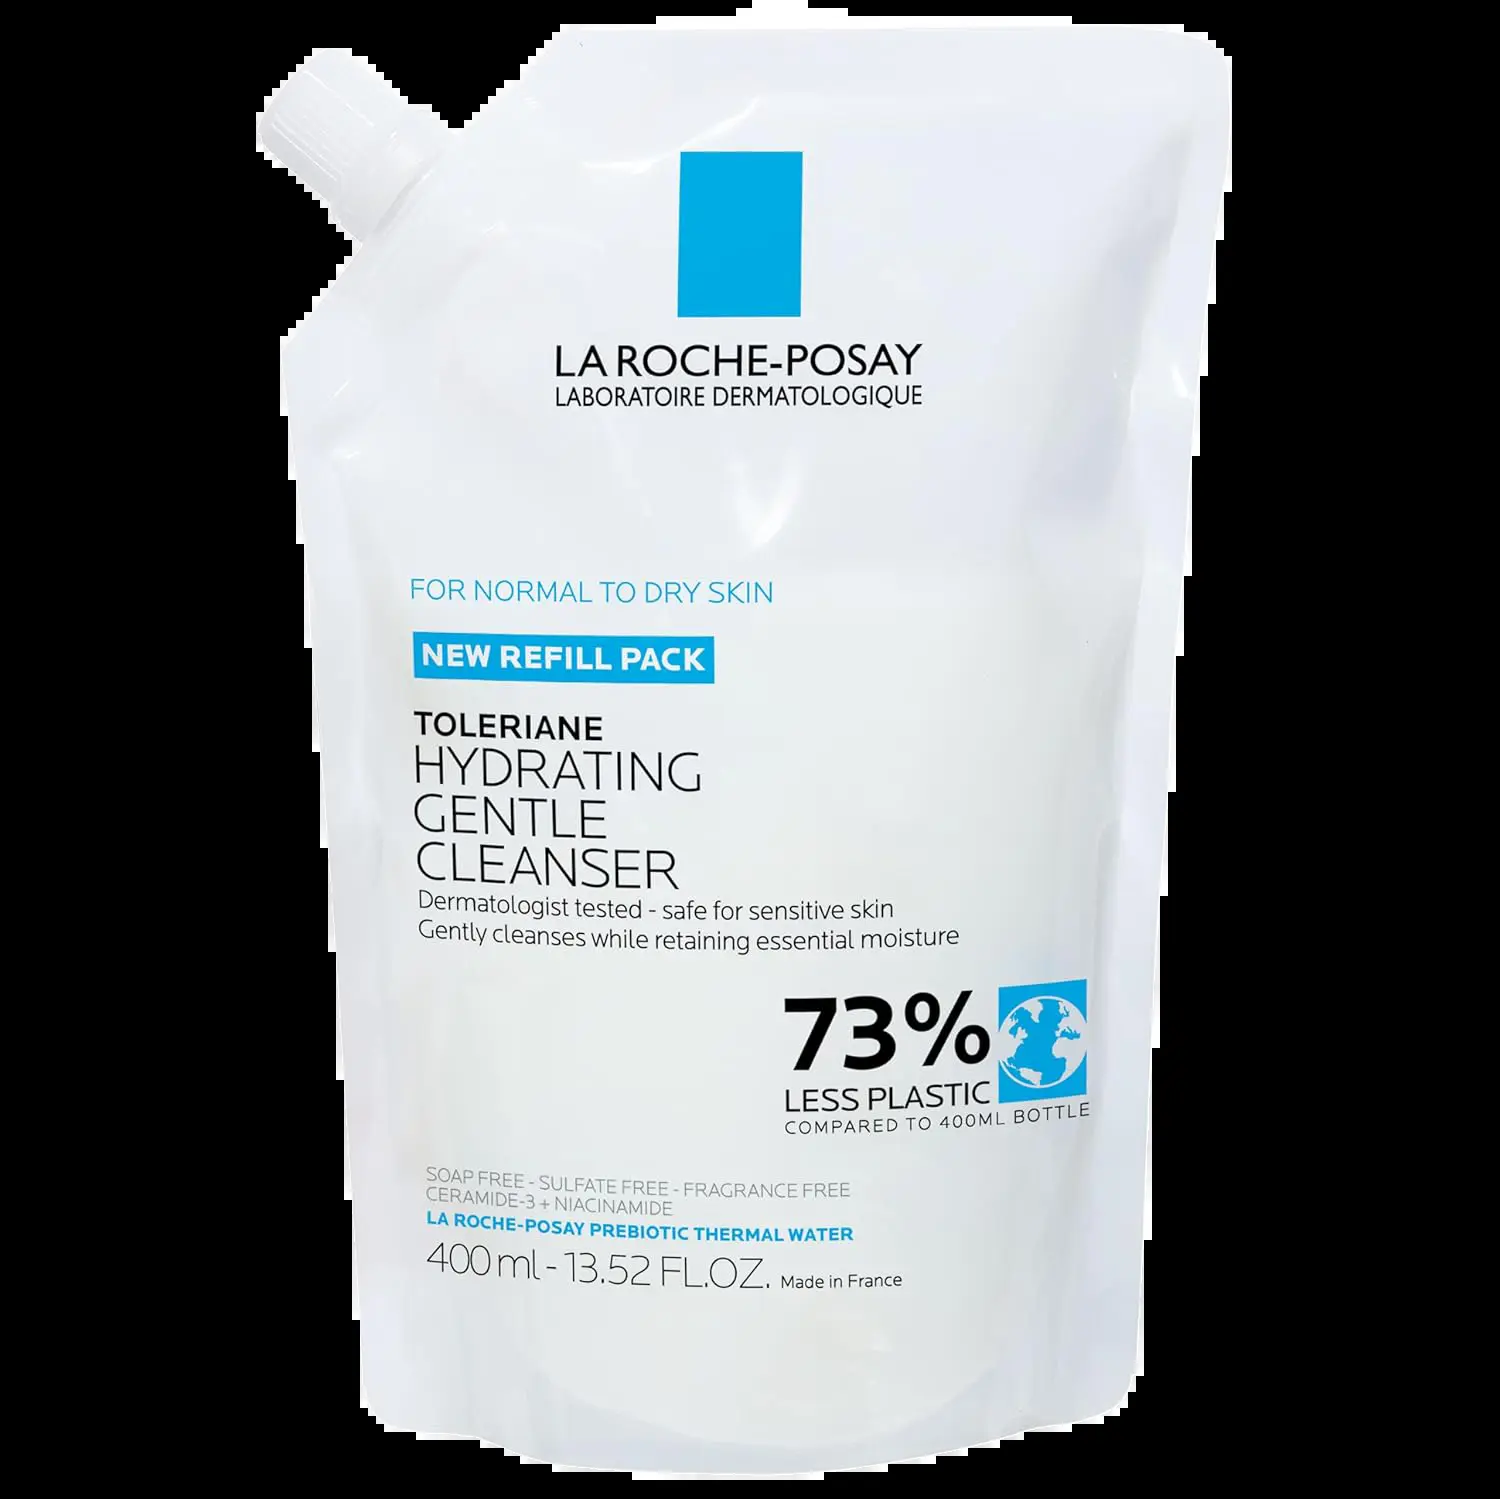 LA ROCHE-POSAY
LABORATOIRE DERMATOLOGIQUE
FOR NORMAL TO DRY SKIN
NEW REFILL PACK
TOLERIANE
HYDRATING
GENTLE
CLEANSER
Dermatologist tested - safe for sensitive skin
Gently cleanses while retaining essential moisture
73%
LESS PLASTIC
COMPARED TO 400ML BOTTLE
SOAP FREE - SULFATE FREE - FRAGRANCE FREE
CERAMIDE-3 + NIACINAMIDE
LA ROCHE-POSAY PREBIOTIC THERMAL WATER
400 ml - 13.52 FL.OZ. Made in France